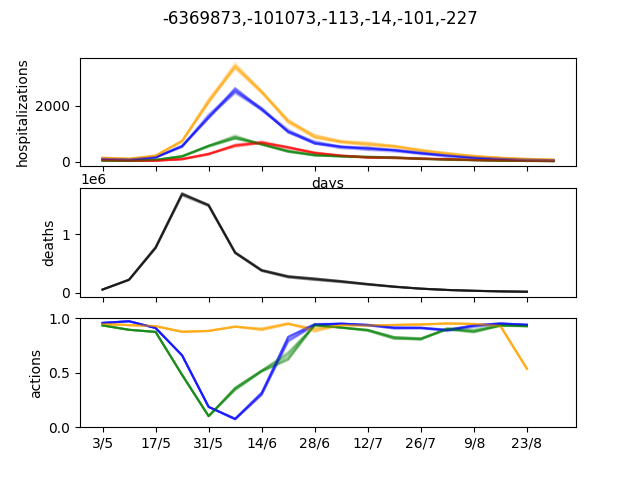 -6369873,-101073,-113,-14,-101,-227
hospitalizations
2000
0
days
1e6
deaths
1
0
actions
1.0
0.5
0.0
3/5 17/5 31/5 14/6 28/6 12/7 26/7 9/8 23/8